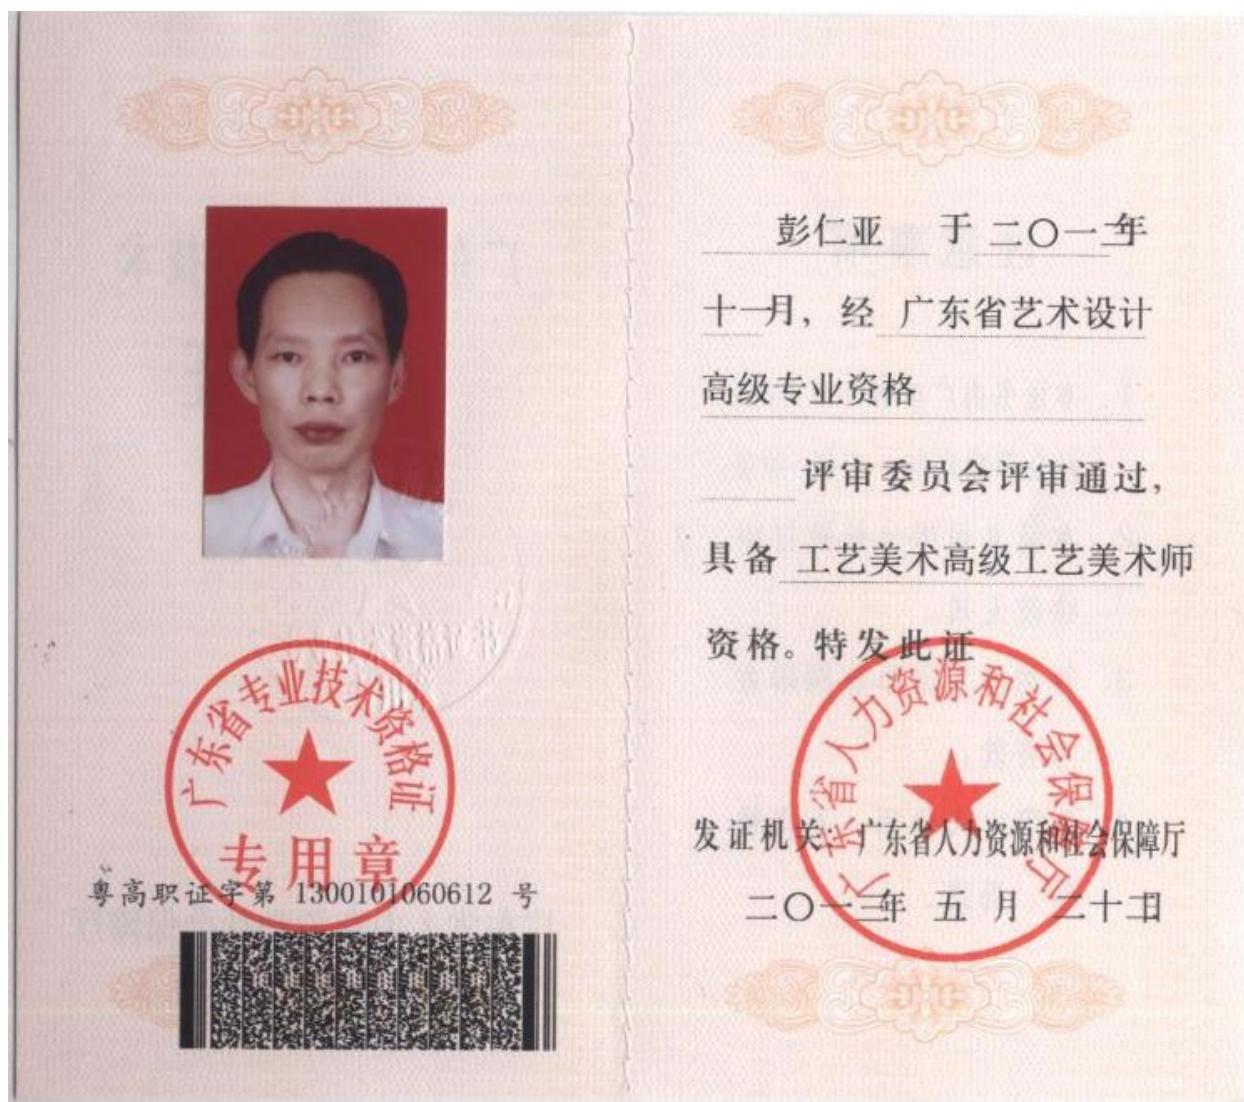 广东省专业技术资格证
专用章
粤高职证字第 1300101060612 号
彭仁亚 于 二〇一二年
十一月，经 广东省艺术设计
高级专业资格
评审委员会评审通过，
具备 工艺美术高级工艺美术师
资格。特发此证
广东省人力资源和社会保障厅
发证机关：广东省人力资源和社会保障厅
二〇一三年 五 月 二十二日